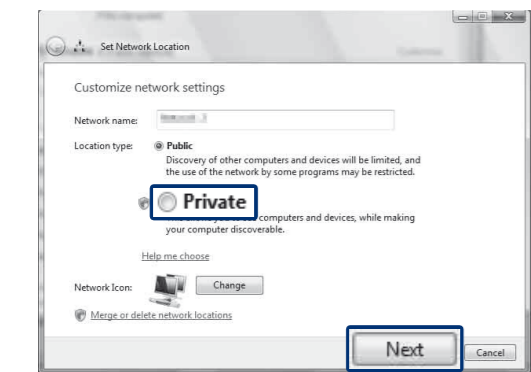 Set Network Location
Customize network settings
Network name:
Location type:
Public
Discovery of other computers and devices will be limited, and
the use of the network by some programs may be restricted.
Private
computers and devices, while making
your computer discoverable.
Help me choose
Network Icon:
Change
Merge or delete network locations
Next
Cancel